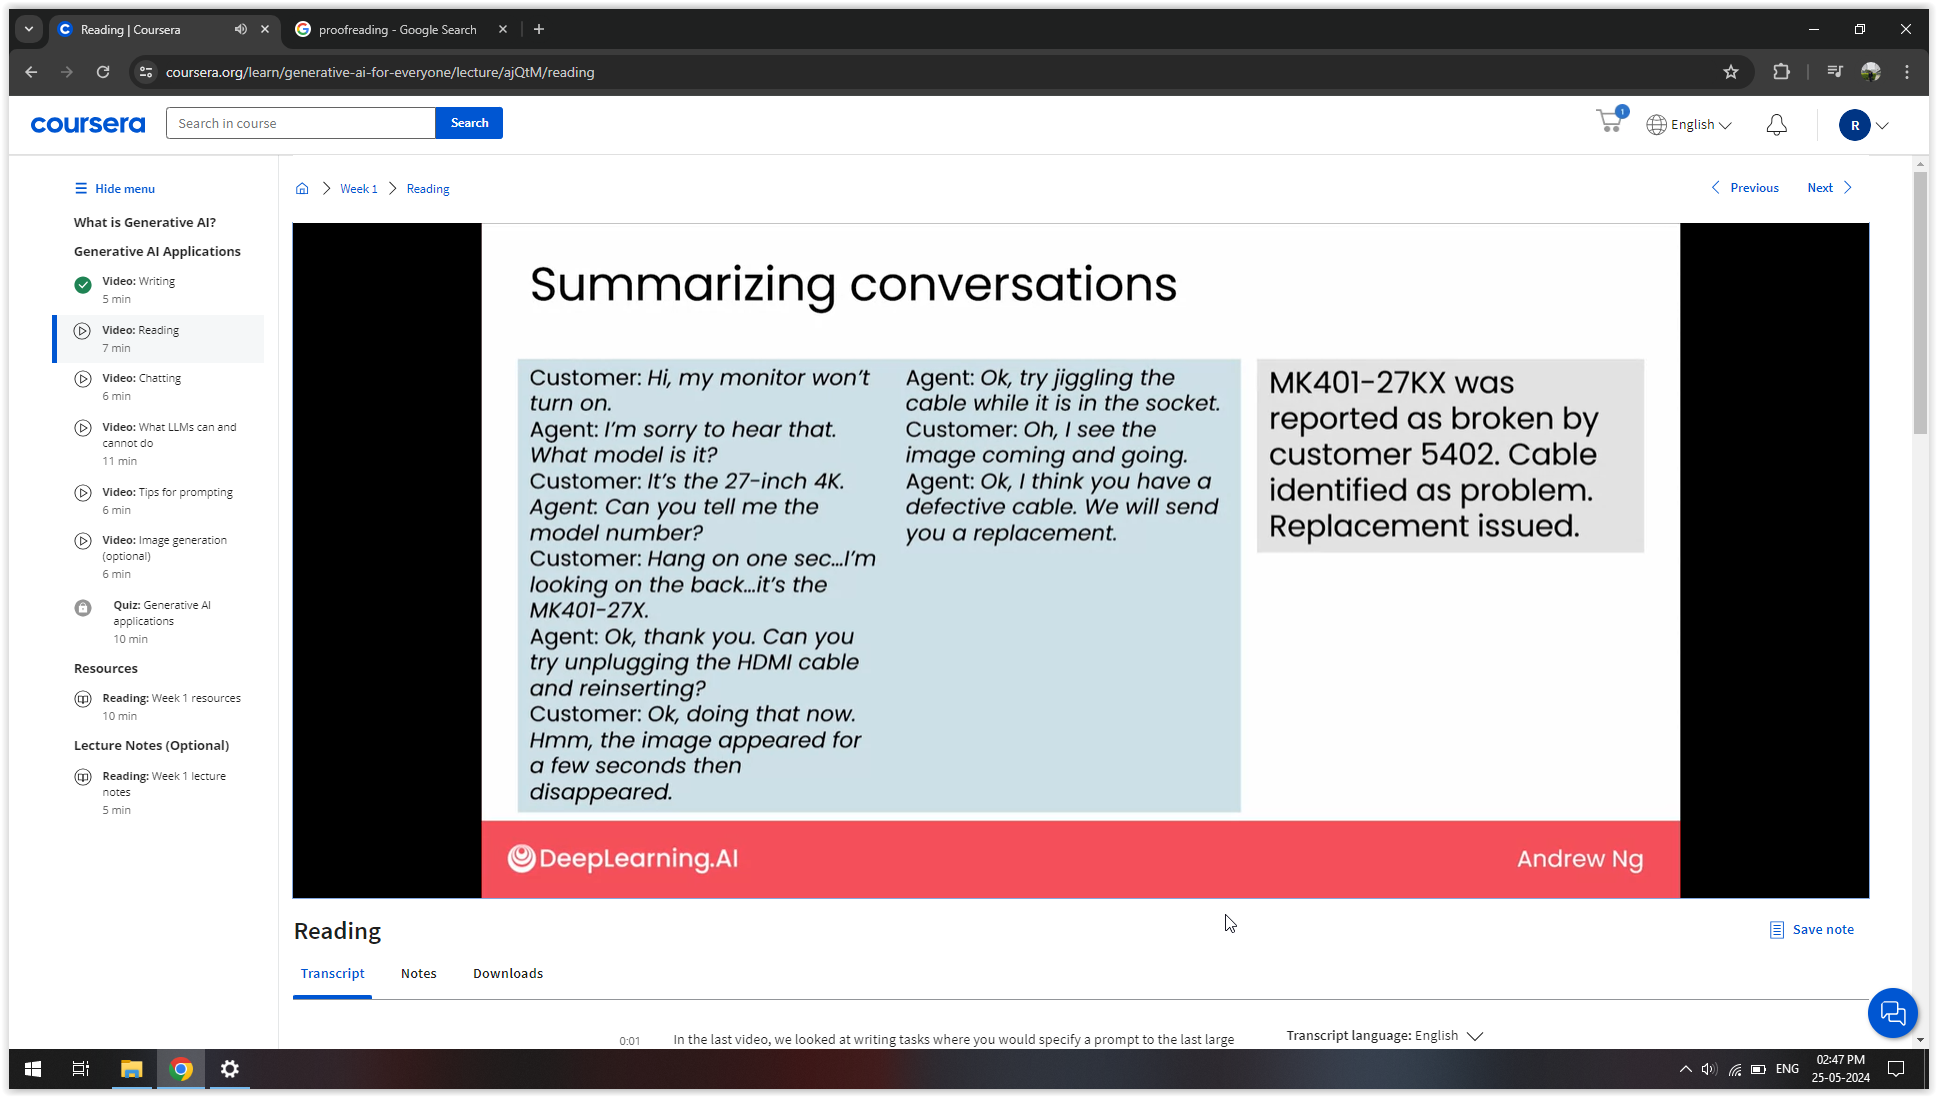 Reading | Coursera
proofreading - Google Search
coursera.org/learn/generative-ai-for-everyone/lecture/ajQtM/reading
coursera
Search in course
Search
1
English
R
Hide menu
What is Generative AI?
Generative AI Applications
Video: Writing
5 min
Video: Reading
7 min
Video: Chatting
6 min
Video: What LLMs can and
cannot do
11 min
Video: Tips for prompting
6 min
Video: Image generation
(optional)
6 min
Quiz: Generative AI
applications
10 min
Resources
Reading: Week 1 resources
10 min
Lecture Notes (Optional)
Reading: Week 1 lecture
notes
5 min
Week 1
Reading
Previous
Next
Summarizing conversations
Customer: Hi, my monitor won't
turn on.
Agent: I'm sorry to hear that.
What model is it?
Customer: It's the 27-inch 4K.
Agent: Can you tell me the
model number?
Customer: Hang on one sec...I'm
looking on the back...it's the
MK401-27X.
Agent: Ok, thank you. Can you
try unplugging the HDMI cable
and reinserting?
Customer: Ok, doing that now.
Hmm, the image appeared for
a few seconds then
disappeared.
Agent: Ok, try jiggling the
cable while it is in the socket.
Customer: Oh, I see the
image coming and going.
Agent: Ok, I think you have a
defective cable. We will send
you a replacement.
MK401-27KX was
reported as broken by
customer 5402. Cable
identified as problem.
Replacement issued.
DeepLearning.AI
Andrew Ng
Reading
Save note
Transcript
Notes
Downloads
0:01
In the last video, we looked at writing tasks where you would specify a prompt to the last large
Transcript language: English
ENG
02:47 PM
25-05-2024